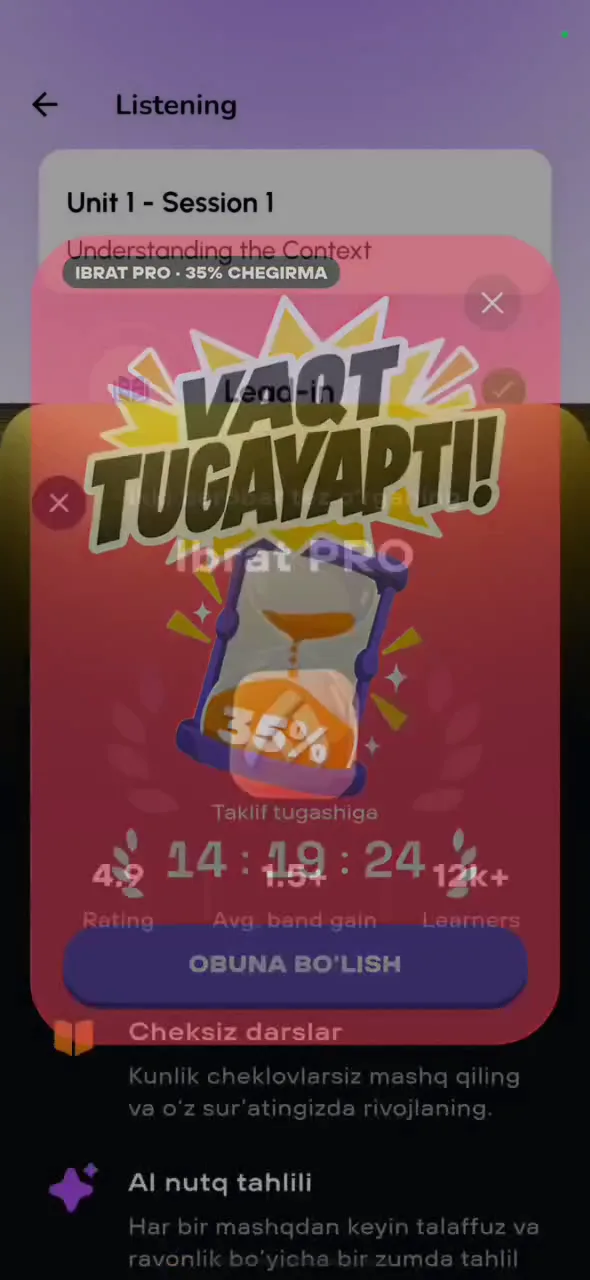 Listening
Unit 1 - Session 1
Understanding the Context
IBRAT PRO · 35% CHEGIRMA
Lead-in
VAQT
TUGAYAPTI!!
Ibrat PRO
35%
Taklif tugashiga
14 : 19 : 24
4.9 1.5+ 12k+
Rating Avg. band gain Learners
OBUNA BO'LISH
Cheksiz darslar
Kunlik cheklovlarsiz mashq qiling
va o'z sur'atingizda rivojlaning.
AI nutq tahlili
Har bir mashqdan keyin talaffuz va
ravonlik bo'yicha bir zumda tahlil